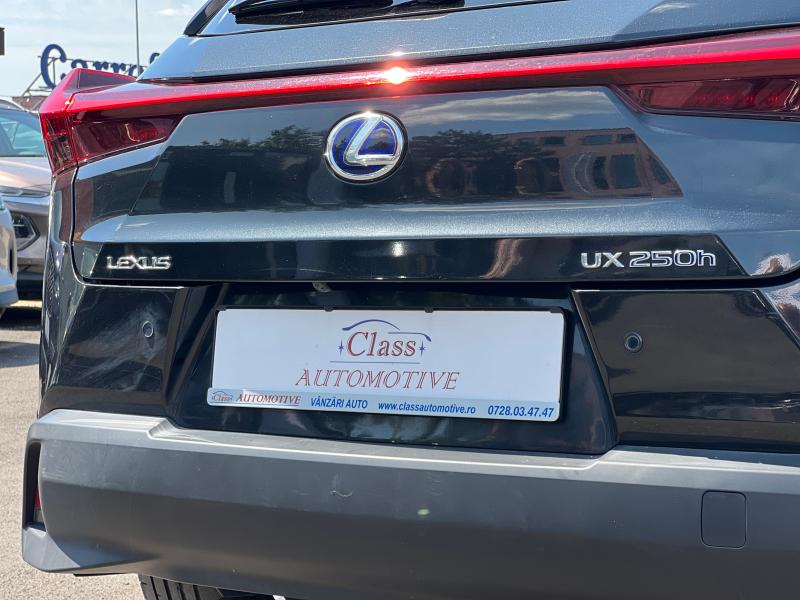 LEXUS
UX 250h
Class
AUTOMOTIVE
Class AUTOMOTIVE VÂNZĂRI AUTO www.classautomotive.ro 0728.03.47.47